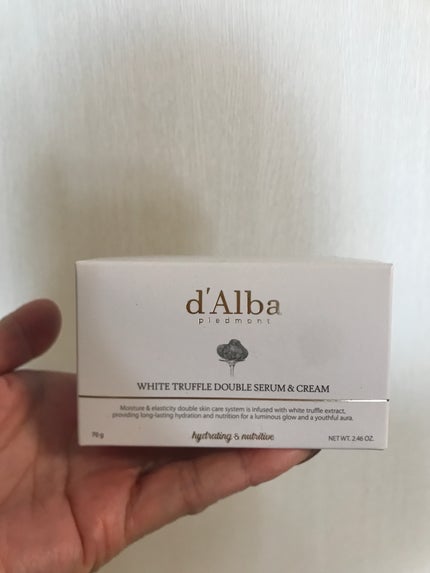 d'Alba
piedmont
WHITE TRUFFLE DOUBLE SERUM & CREAM
Moisture & elasticity double skin care system is infused with white truffle extract,
providing long-lasting hydration and nutrition for a luminous glow and a youthful aura.
70 g
hydrating & nutritive
NET WT. 2.46 OZ.